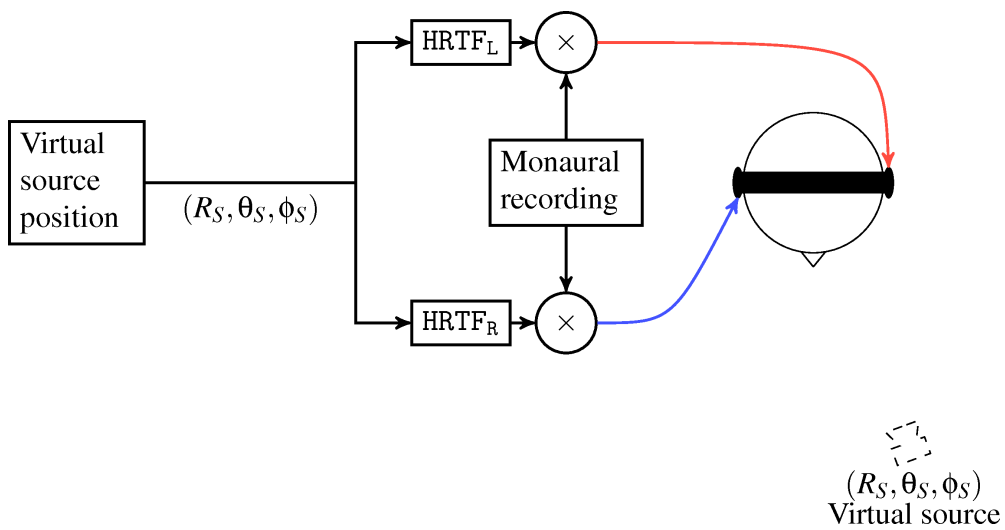 HRTF_L
×
Virtual
source
position
Monaural
recording
(R_S, θ_S, ϕ_S)
HRTF_R
×
(R_S, θ_S, ϕ_S)
Virtual source